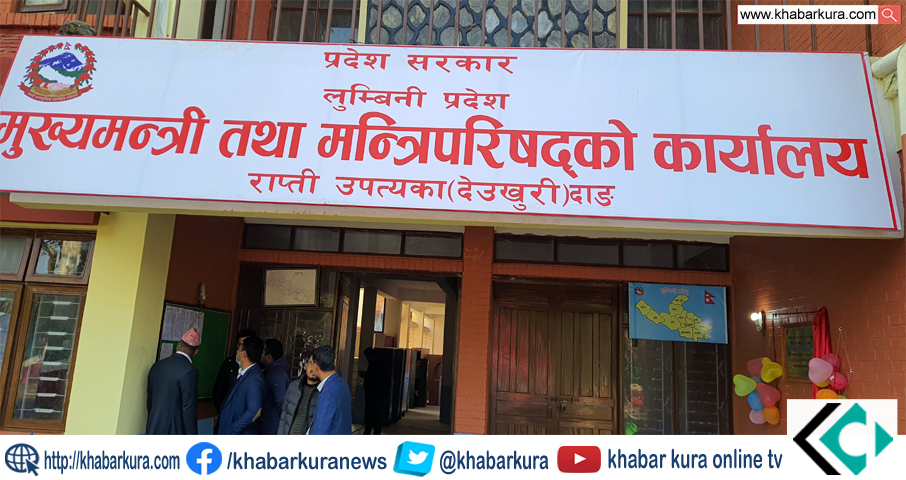 www.khabarkura.com
प्रदेश सरकार
लुम्बिनी प्रदेश
मुख्यमन्त्री तथा मन्त्रिपरिषद्को कार्यालय
राप्ती उपत्यका(देउखुरी)दाङ
http://khabarkura.com
/khabarkuranews
@khabarkura
khabar kura online tv